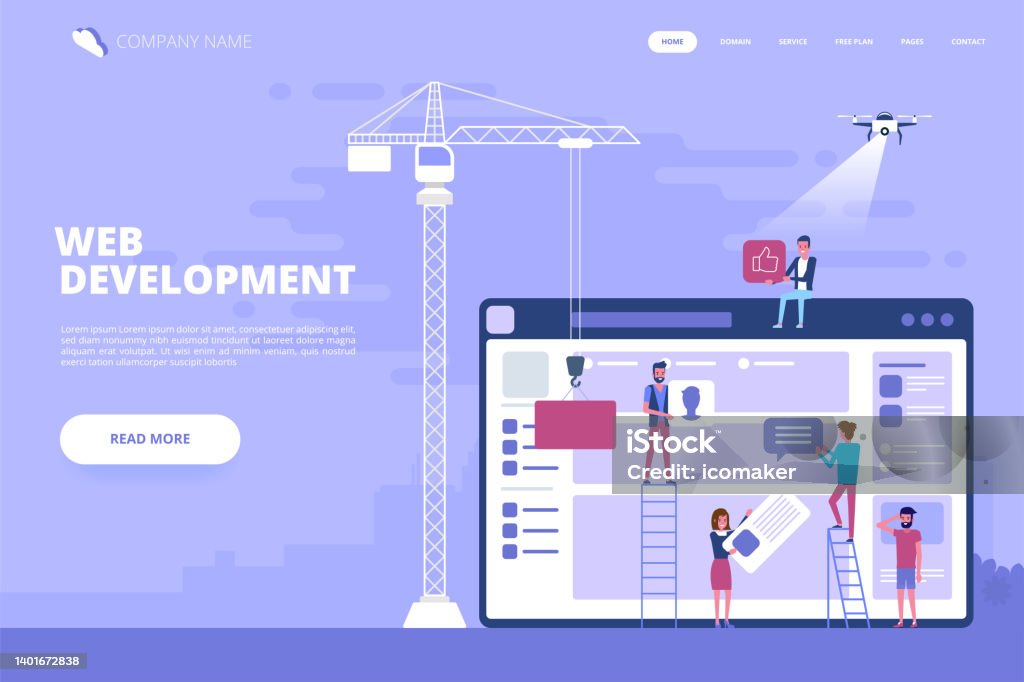 COMPANY NAME
HOME DOMAIN SERVICE FREE PLAN PAGES CONTACT
WEB
DEVELOPMENT
Lorem ipsum Lorem dolor sit amet, consectetuer adipiscing elit,
sed diam nonummy nibh euismod tincidunt ut laoreet dolore magna
aliquam erat volutpat. Ut wisi enim ad minim veniam, quis nostrud
exerci tation ullamcorper suscipit lobortis
READ MORE
iStock™
Credit: icomaker
1401672838